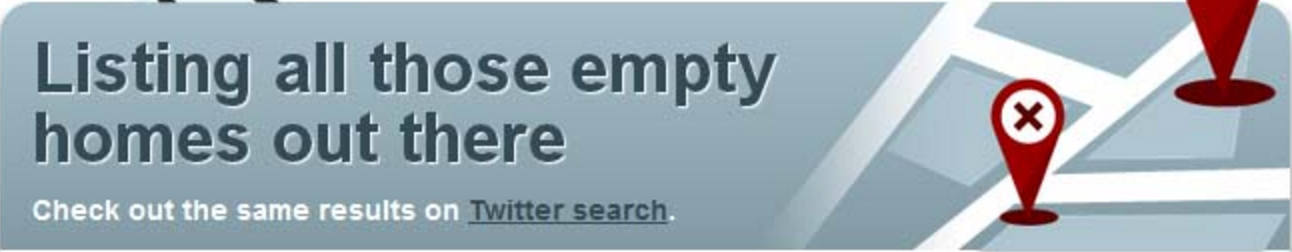 Listing all those empty
homes out there
Check out the same results on Twitter search.